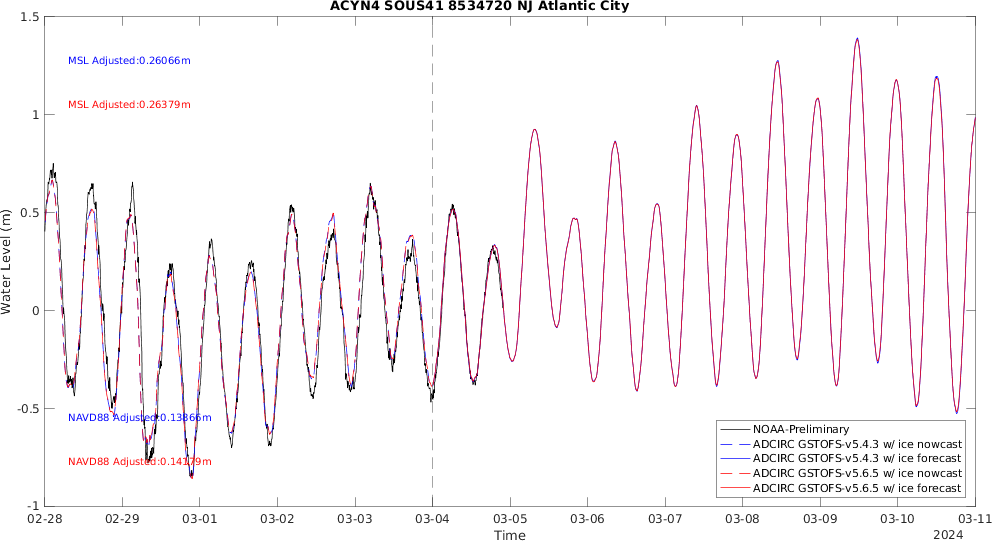 ACYN4 SOUS41 8534720 NJ Atlantic City
1.5
1
0.5
0
-0.5
-1
Water Level (m)
MSL Adjusted:0.26066m
MSL Adjusted:0.26379m
NAVD88 Adjusted:0.13866m
NAVD88 Adjusted:0.14179m
NOAA-Preliminary
ADCIRC GSTOFS-v5.4.3 w/ ice nowcast
ADCIRC GSTOFS-v5.4.3 w/ ice forecast
ADCIRC GSTOFS-v5.6.5 w/ ice nowcast
ADCIRC GSTOFS-v5.6.5 w/ ice forecast
02-28 02-29 03-01 03-02 03-03 03-04 03-05 03-06 03-07 03-08 03-09 03-10 03-11
Time
2024